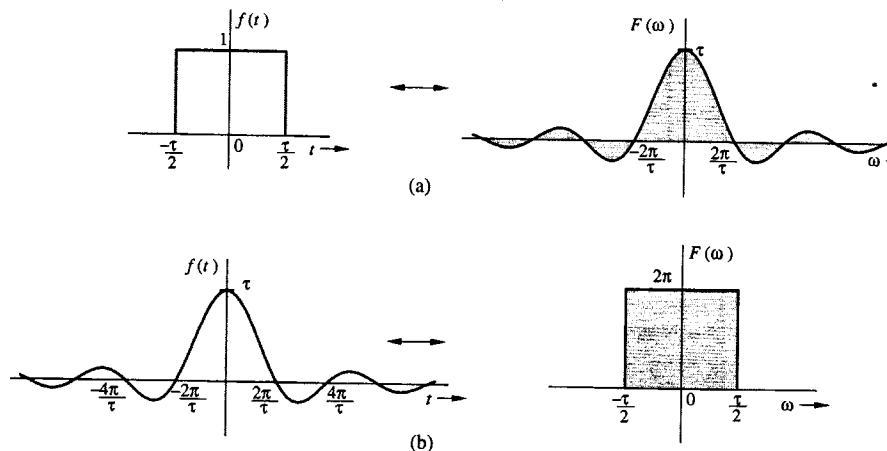 f(t)
1
-τ/2 0 τ/2 t →
F(ω)
τ
-2π/τ 2π/τ ω
(a)
f(t)
τ
-4π/τ -2π/τ 2π/τ 4π/τ t →
F(ω)
2π
-τ/2 0 τ/2 ω →
(b)